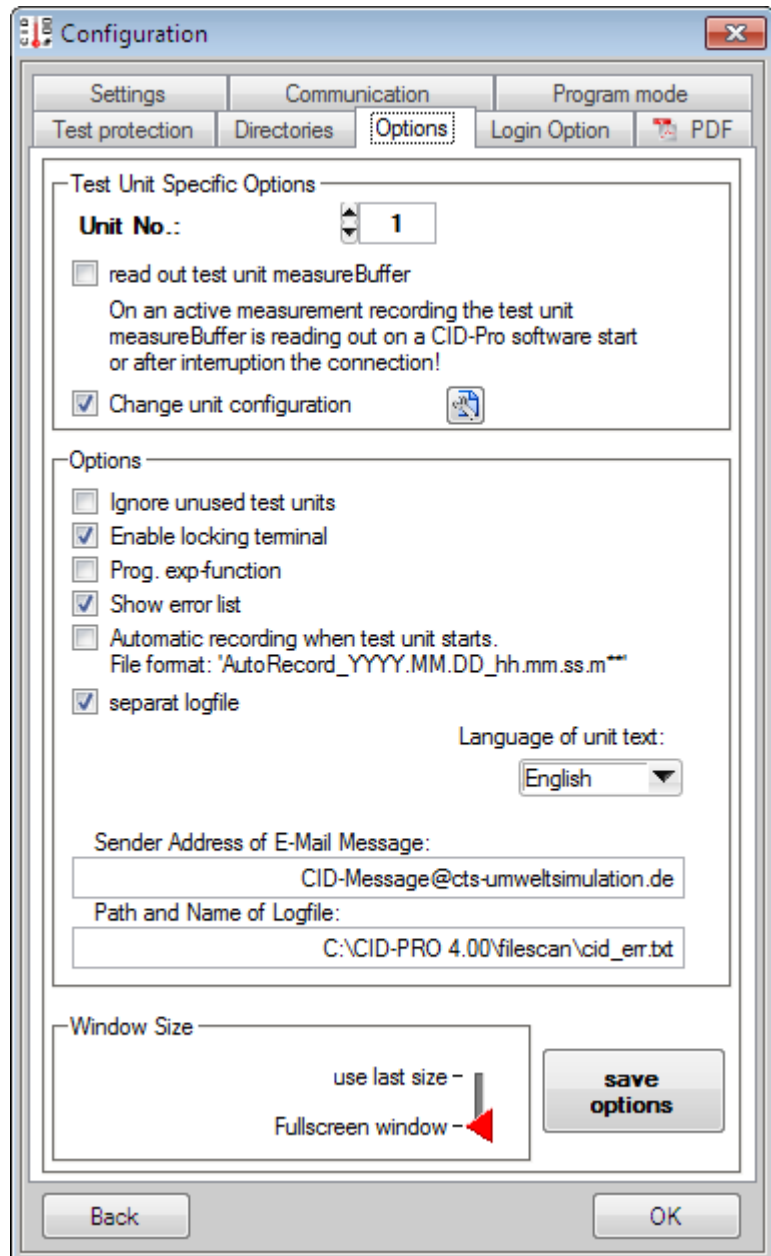 Configuration
Settings
Communication
Program mode
Test protection
Directories
Options
Login Option
PDF
Test Unit Specific Options
Unit No.:
1
read out test unit measureBuffer
On an active measurement recording the test unit
measureBuffer is reading out on a CID-Pro software start
or after interruption the connection!
Change unit configuration
Options
Ignore unused test units
Enable locking terminal
Prog. exp-function
Show error list
Automatic recording when test unit starts.
File format: 'AutoRecord_YYYY.MM.DD_hh.mm.ss.m**'
separat logfile
Language of unit text:
English
Sender Address of E-Mail Message:
CID-Message@cts-umweltsimulation.de
Path and Name of Logfile:
C:\CID-PRO 4.00\filescan\cid_err.txt
Window Size
use last size
Fullscreen window
save
options
Back
OK